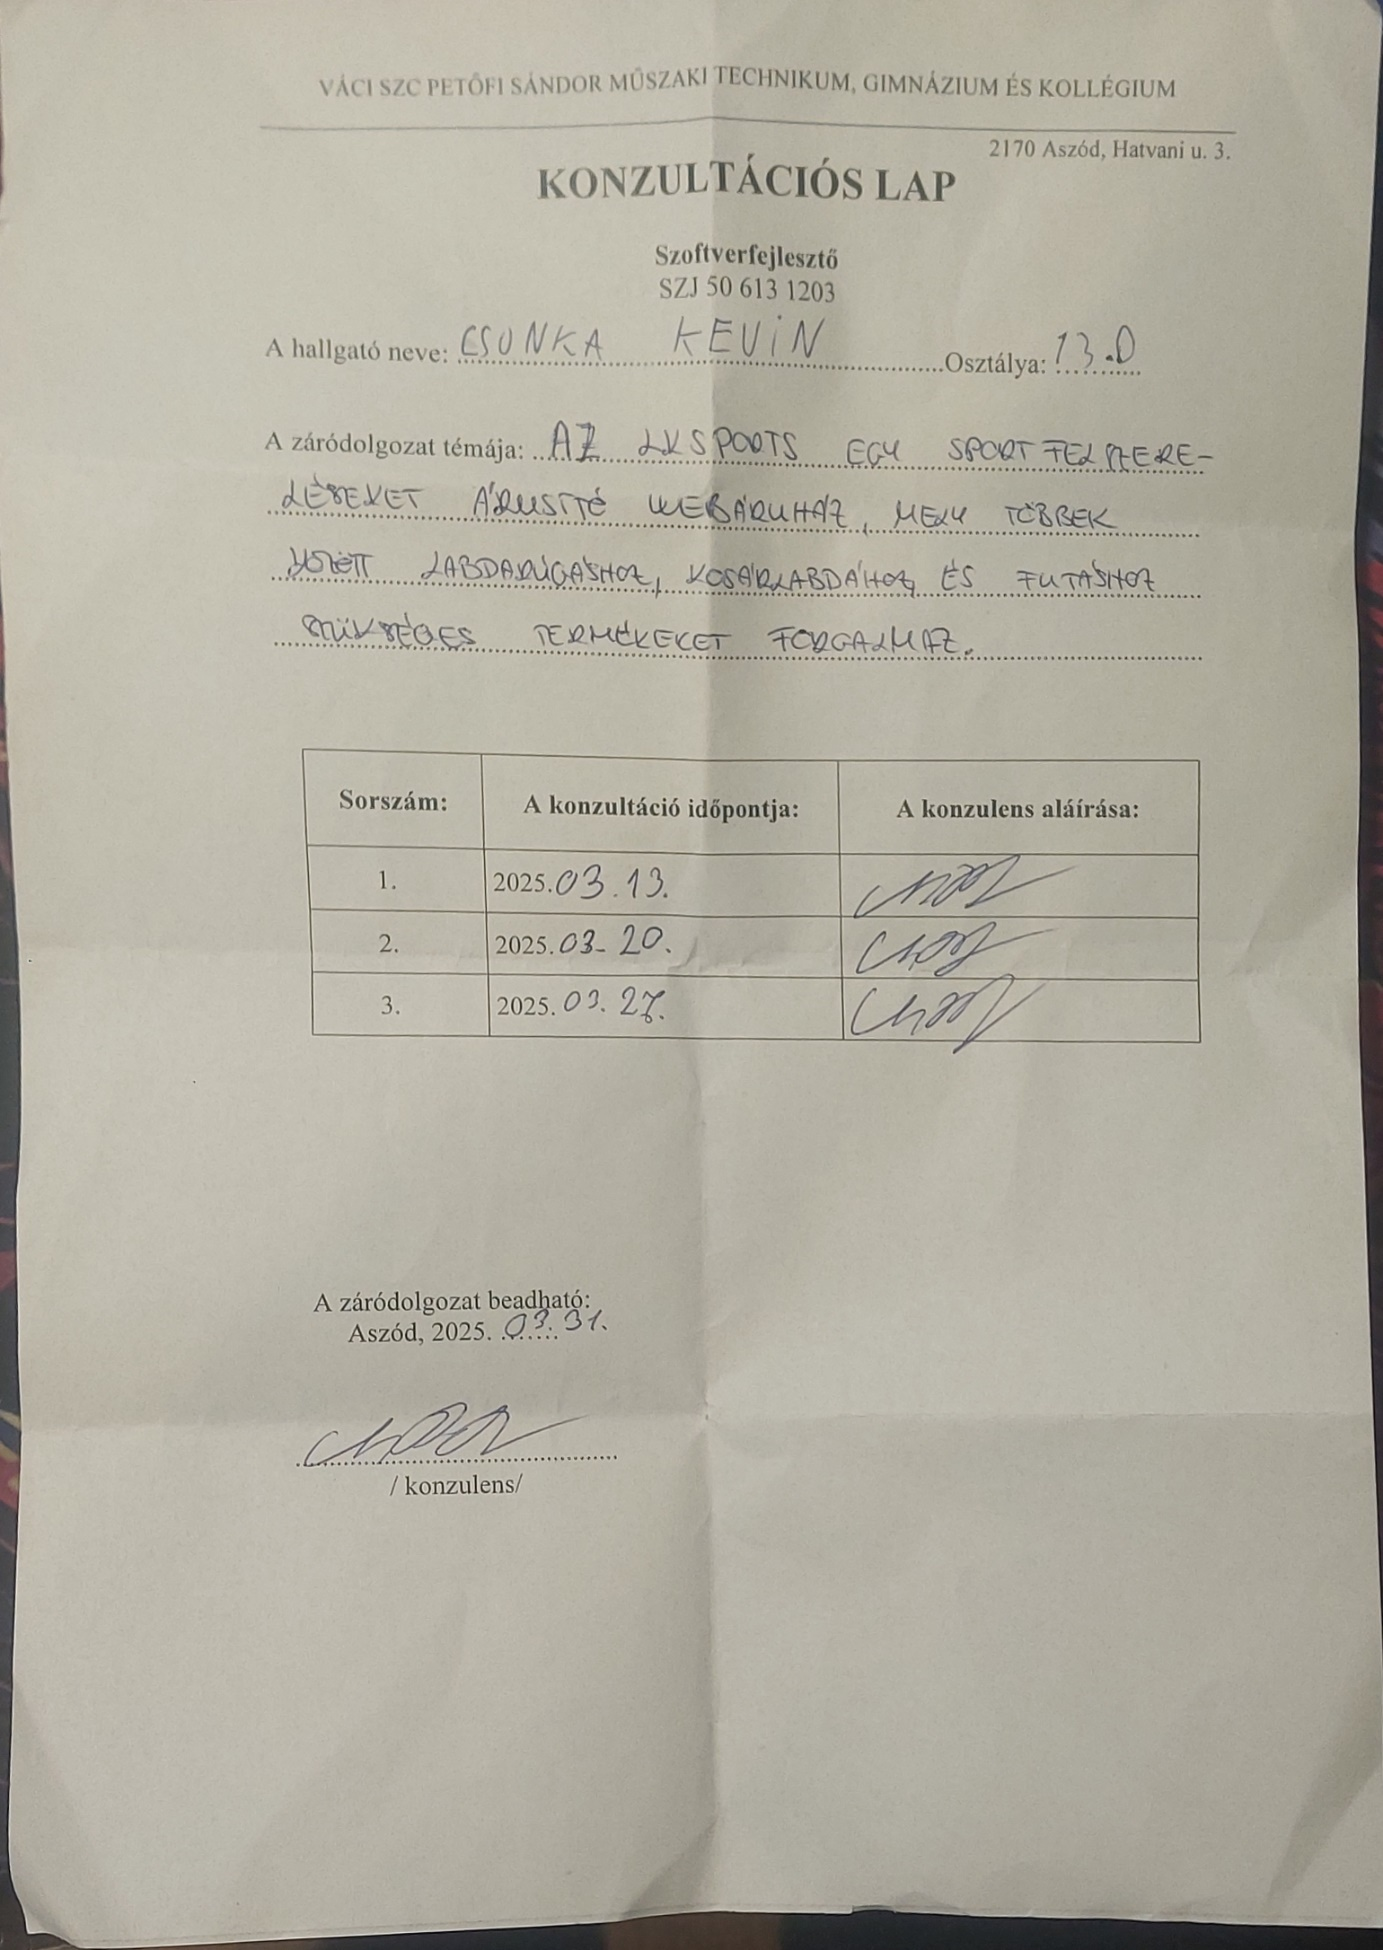 VÁCI SZC PETŐFI SÁNDOR MŰSZAKI TECHNIKUM, GIMNÁZIUM ÉS KOLLÉGIUM
2170 Aszód, Hatvani u. 3.
KONZULTÁCIÓS LAP
Szoftverfejlesztő
SZJ 50 613 1203
A hallgató neve: CSONKA KEVIN Osztálya: 13.D
A záródolgozat témája: AZ LKSPORTS EGY SPORTFELSZERE-
LÉSEKET ÁRUSÍTÓ WEBÁRUHÁZ, MELY TÖBBEK
KÖZÖTT LABDARÚGÁSHOZ, KOSÁRLABDÁHOZ ÉS FUTÁSHOZ
SZÜKSÉGES TERMÉKEKET FORGALMAZ.
Sorszám: A konzultáció időpontja: A konzulens aláírása:
1. 2025.03.13.
2. 2025.03.20.
3. 2025.03.27.
A záródolgozat beadható:
Aszód, 2025. 03.31.
/ konzulens/